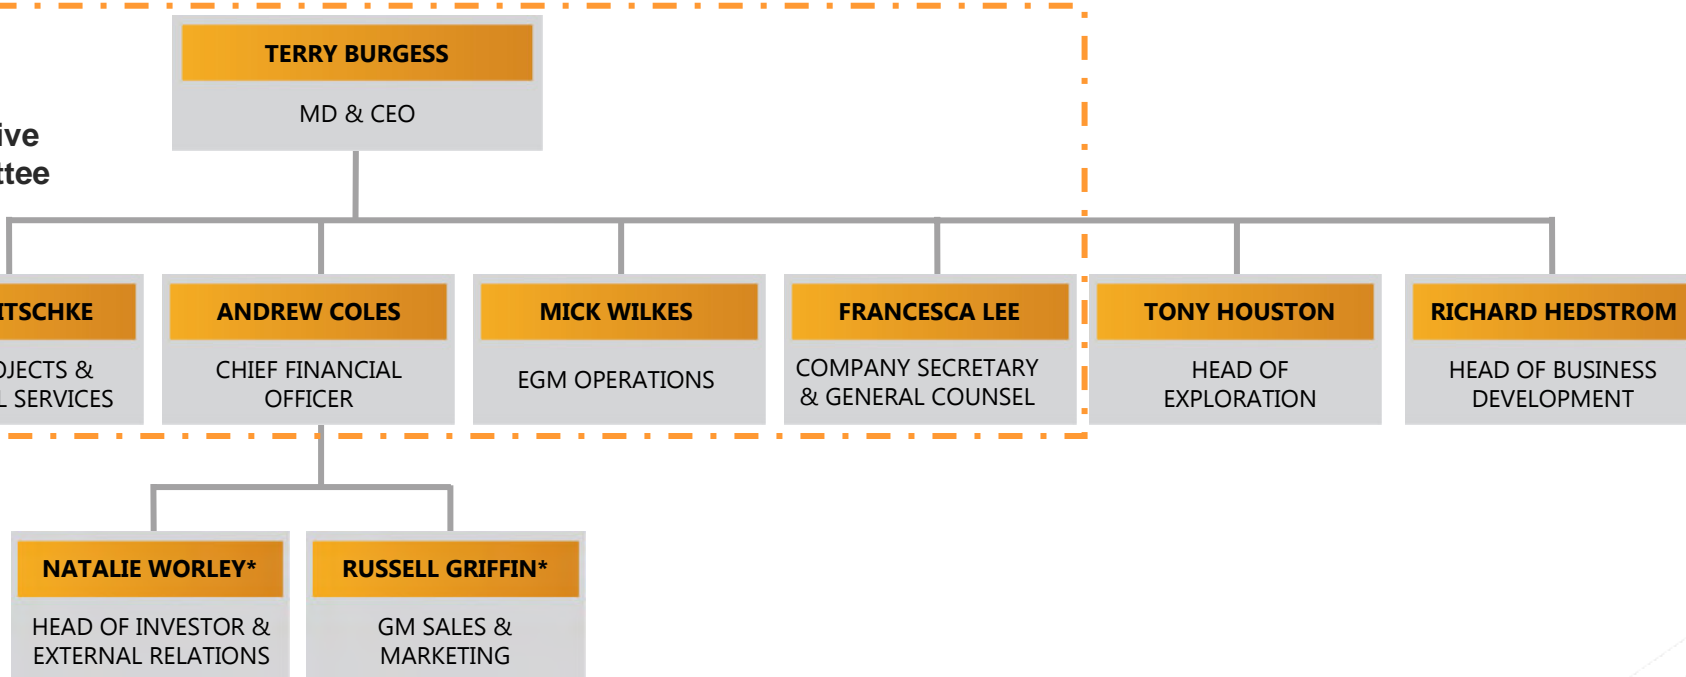 TERRY BURGESS
MD & CEO
ive
ttee
ITSCHKE
OJECTS &
L SERVICES
ANDREW COLES
CHIEF FINANCIAL
OFFICER
MICK WILKES
EGM OPERATIONS
FRANCESCA LEE
COMPANY SECRETARY
& GENERAL COUNSEL
TONY HOUSTON
HEAD OF
EXPLORATION
RICHARD HEDSTROM
HEAD OF BUSINESS
DEVELOPMENT
NATALIE WORLEY*
HEAD OF INVESTOR &
EXTERNAL RELATIONS
RUSSELL GRIFFIN*
GM SALES &
MARKETING